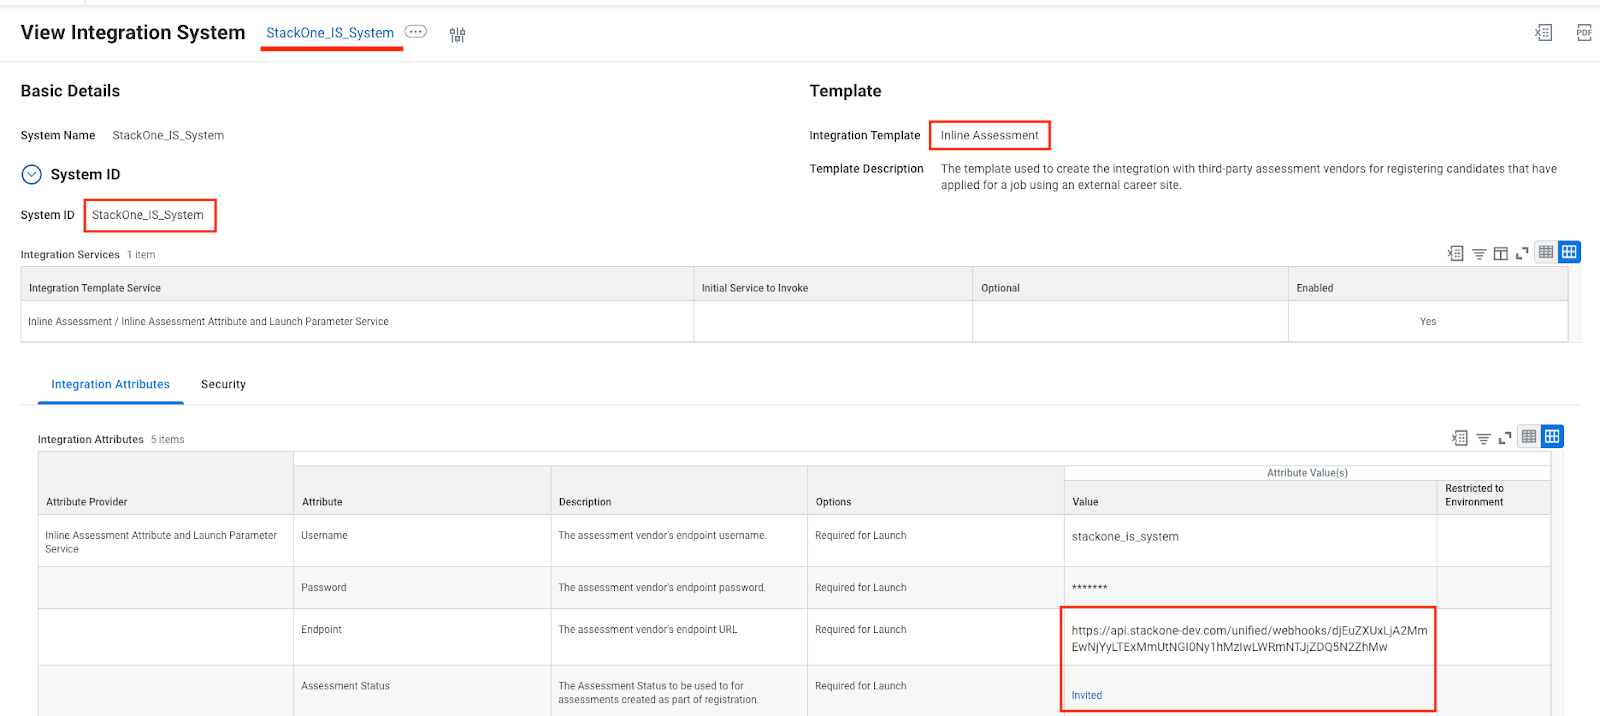 View Integration System StackOne_IS_System
PDF
Basic Details
Template
System Name StackOne_IS_System
Integration Template Inline Assessment
System ID
Template Description The template used to create the integration with third-party assessment vendors for registering candidates that have
applied for a job using an external career site.
System ID StackOne_IS_System
Integration Services 1 item
Integration Template Service Initial Service to Invoke Optional Enabled
Inline Assessment / Inline Assessment Attribute and Launch Parameter Service Yes
Integration Attributes Security
Integration Attributes 5 items
Attribute Value(s)
Attribute Provider Attribute Description Options Value Restricted to
Environment
Inline Assessment Attribute and Launch Parameter Username The assessment vendor's endpoint username. Required for Launch stackone_is_system
Service
Password The assessment vendor's endpoint password. Required for Launch *******
Endpoint The assessment vendor's endpoint URL Required for Launch https://api.stackone-dev.com/unified/webhooks/djEuZXUxLjA2Mm
EwNjYyLTExMmUtNGI0Ny1hMzIwLWRmNTJjZDQ5N2ZhMw
Assessment Status The Assessment Status to be used to for Required for Launch Invited
assessments created as part of registration.